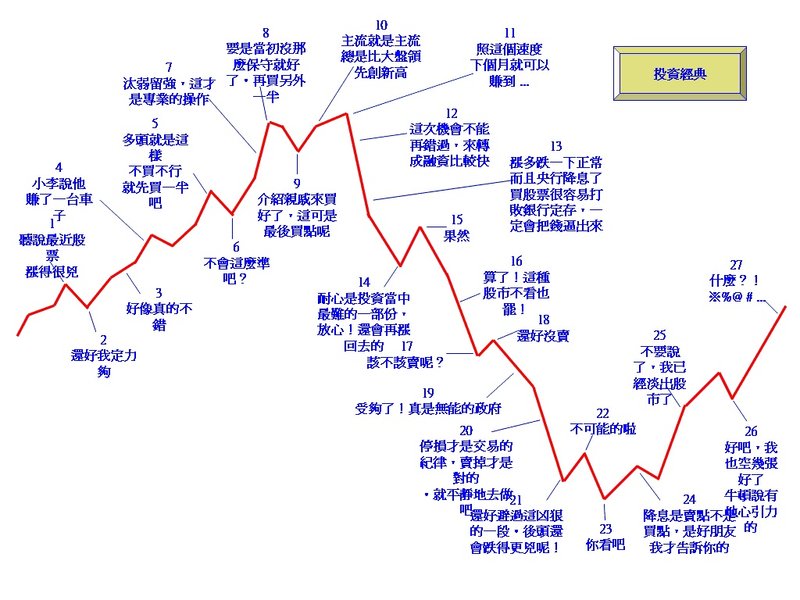 投資經典
1
聽說最近股
票
漲得很兇
2
還好我定力
夠
3
好像真的不
錯
4
小李說他
賺了一台車
子
5
多頭就是這
樣
不買不行
就先買一半
吧
6
不會這麼準
吧？
7
汰弱留強，這才
是專業的操作
8
要是當初沒那
麼保守就好
了．再買另外
一半
9
介紹親戚來買
好了，這可是
最後買點呢
10
主流就是主流
總是比大盤領
先創新高
11
照這個速度
下個月就可以
賺到 ...
12
這次機會不能
再錯過，來轉
成融資比較快
13
漲多跌一下正常
而且央行降息了
買股票很容易打
敗銀行定存，一
定會把錢逼出來
14
耐心是投資當中
最難的一部份，
放心！還會再漲
回去的
15
果然
16
算了！這種
股市不看也
罷！
17
該不該賣呢？
18
還好沒賣
19
受夠了！真是無能的政府
20
停損才是交易的
紀律，賣掉才是
對的
．就不靜地去做
吧
21
還好避過這凶狠
的一段．後頭還
會跌得更兇呢！
22
不可能的啦
23
你看吧
24
降息是賣點不是
買點，是好朋友
我才告訴你的
25
不要說
了，我已
經淡出股
市了
26
好吧，我
也空幾張
好了
牛頓說有
地心引力
的
27
什麼？！
※%@＃...